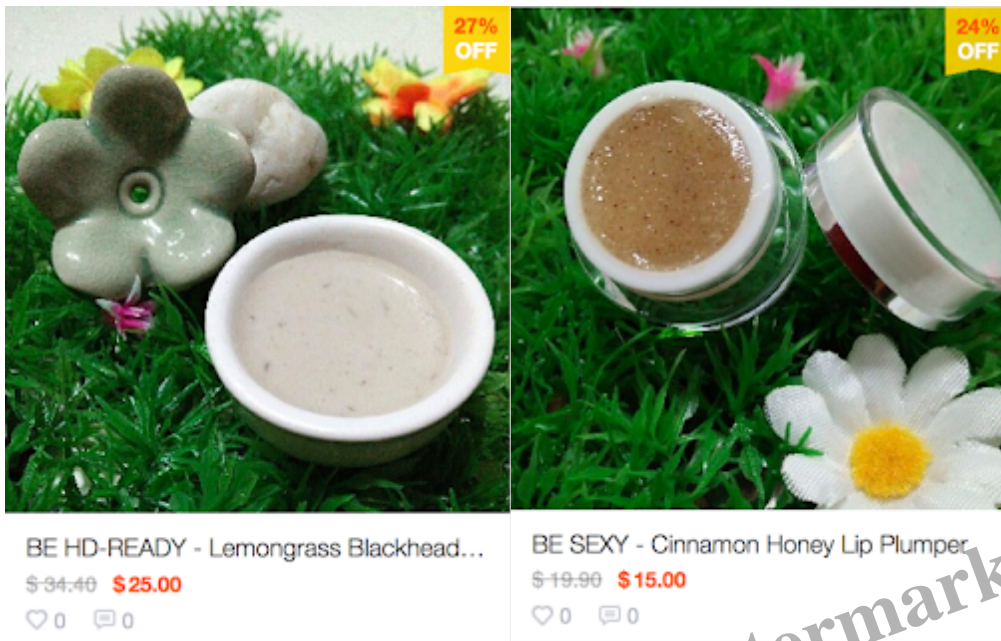 27%
OFF
24%
OFF
BE HD-READY - Lemongrass Blackhead...
$ 34.40 $ 25.00
0 0
BE SEXY - Cinnamon Honey Lip Plumper
$ 19.90 $ 15.00
0 0